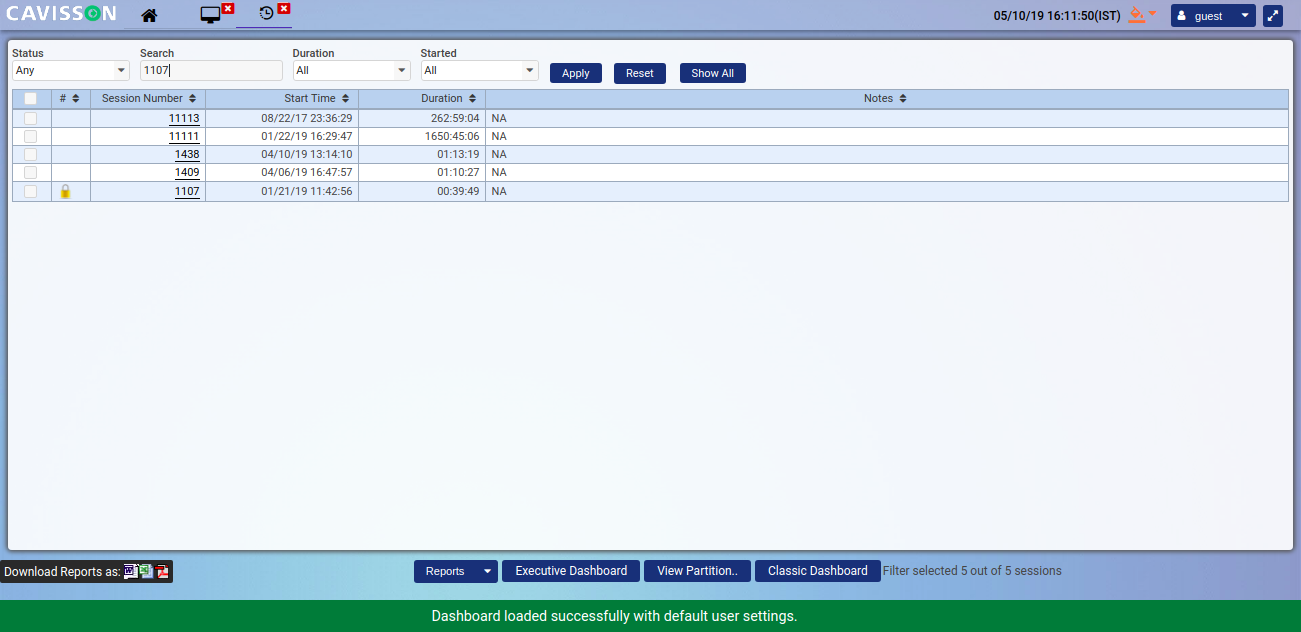 CAVISSON
05/10/19 16:11:50(IST) guest
Status Search Duration Started
Any 1107 All All Apply Reset Show All
# Session Number Start Time Duration Notes
11113 08/22/17 23:36:29 262:59:04 NA
11111 01/22/19 16:29:47 1650:45:06 NA
1438 04/10/19 13:14:10 01:13:19 NA
1409 04/06/19 16:47:57 01:10:27 NA
1107 01/21/19 11:42:56 00:39:49 NA
Download Reports as: Reports Executive Dashboard View Partition.. Classic Dashboard Filter selected 5 out of 5 sessions
Dashboard loaded successfully with default user settings.